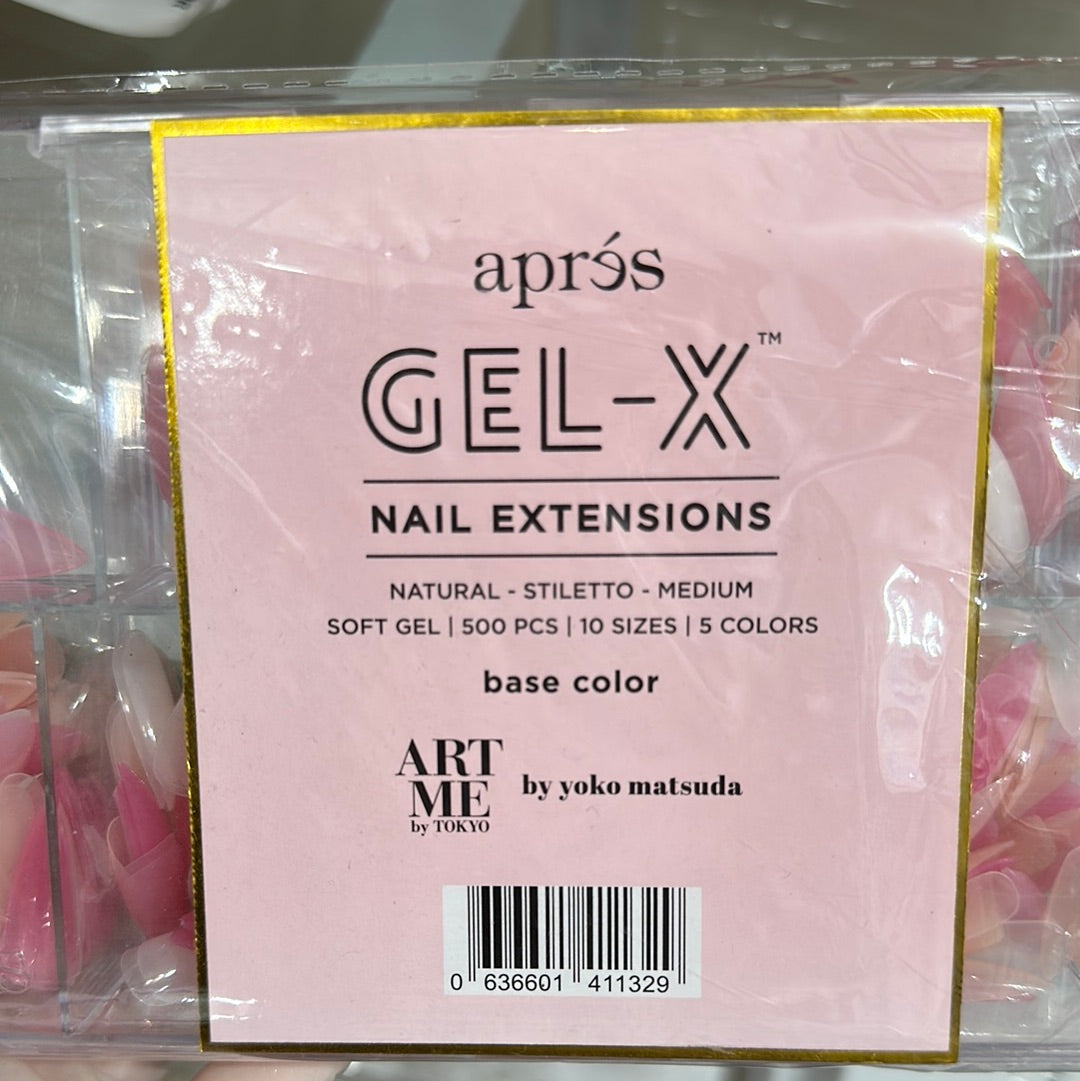 aprés
GEL-X™
NAIL EXTENSIONS
NATURAL - STILETTO - MEDIUM
SOFT GEL | 500 PCS | 10 SIZES | 5 COLORS
base color
ART
ME
by TOKYO
by yoko matsuda
0 636601 411329